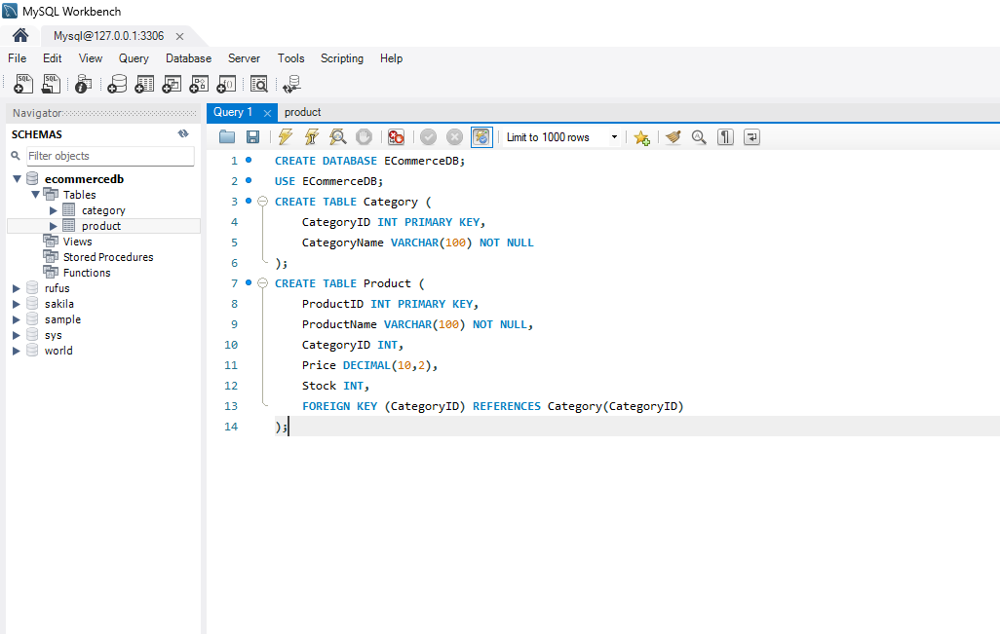 MySQL Workbench
Mysql@127.0.0.1:3306
File Edit View Query Database Server Tools Scripting Help
Navigator
SCHEMAS
Filter objects
ecommercedb
Tables
category
product
Views
Stored Procedures
Functions
rufus
sakila
sample
sys
world
Query 1 product
Limit to 1000 rows
1 CREATE DATABASE ECommerceDB;
2 USE ECommerceDB;
3 CREATE TABLE Category (
4 CategoryID INT PRIMARY KEY,
5 CategoryName VARCHAR(100) NOT NULL
6 );
7 CREATE TABLE Product (
8 ProductID INT PRIMARY KEY,
9 ProductName VARCHAR(100) NOT NULL,
10 CategoryID INT,
11 Price DECIMAL(10,2),
12 Stock INT,
13 FOREIGN KEY (CategoryID) REFERENCES Category(CategoryID)
14 );